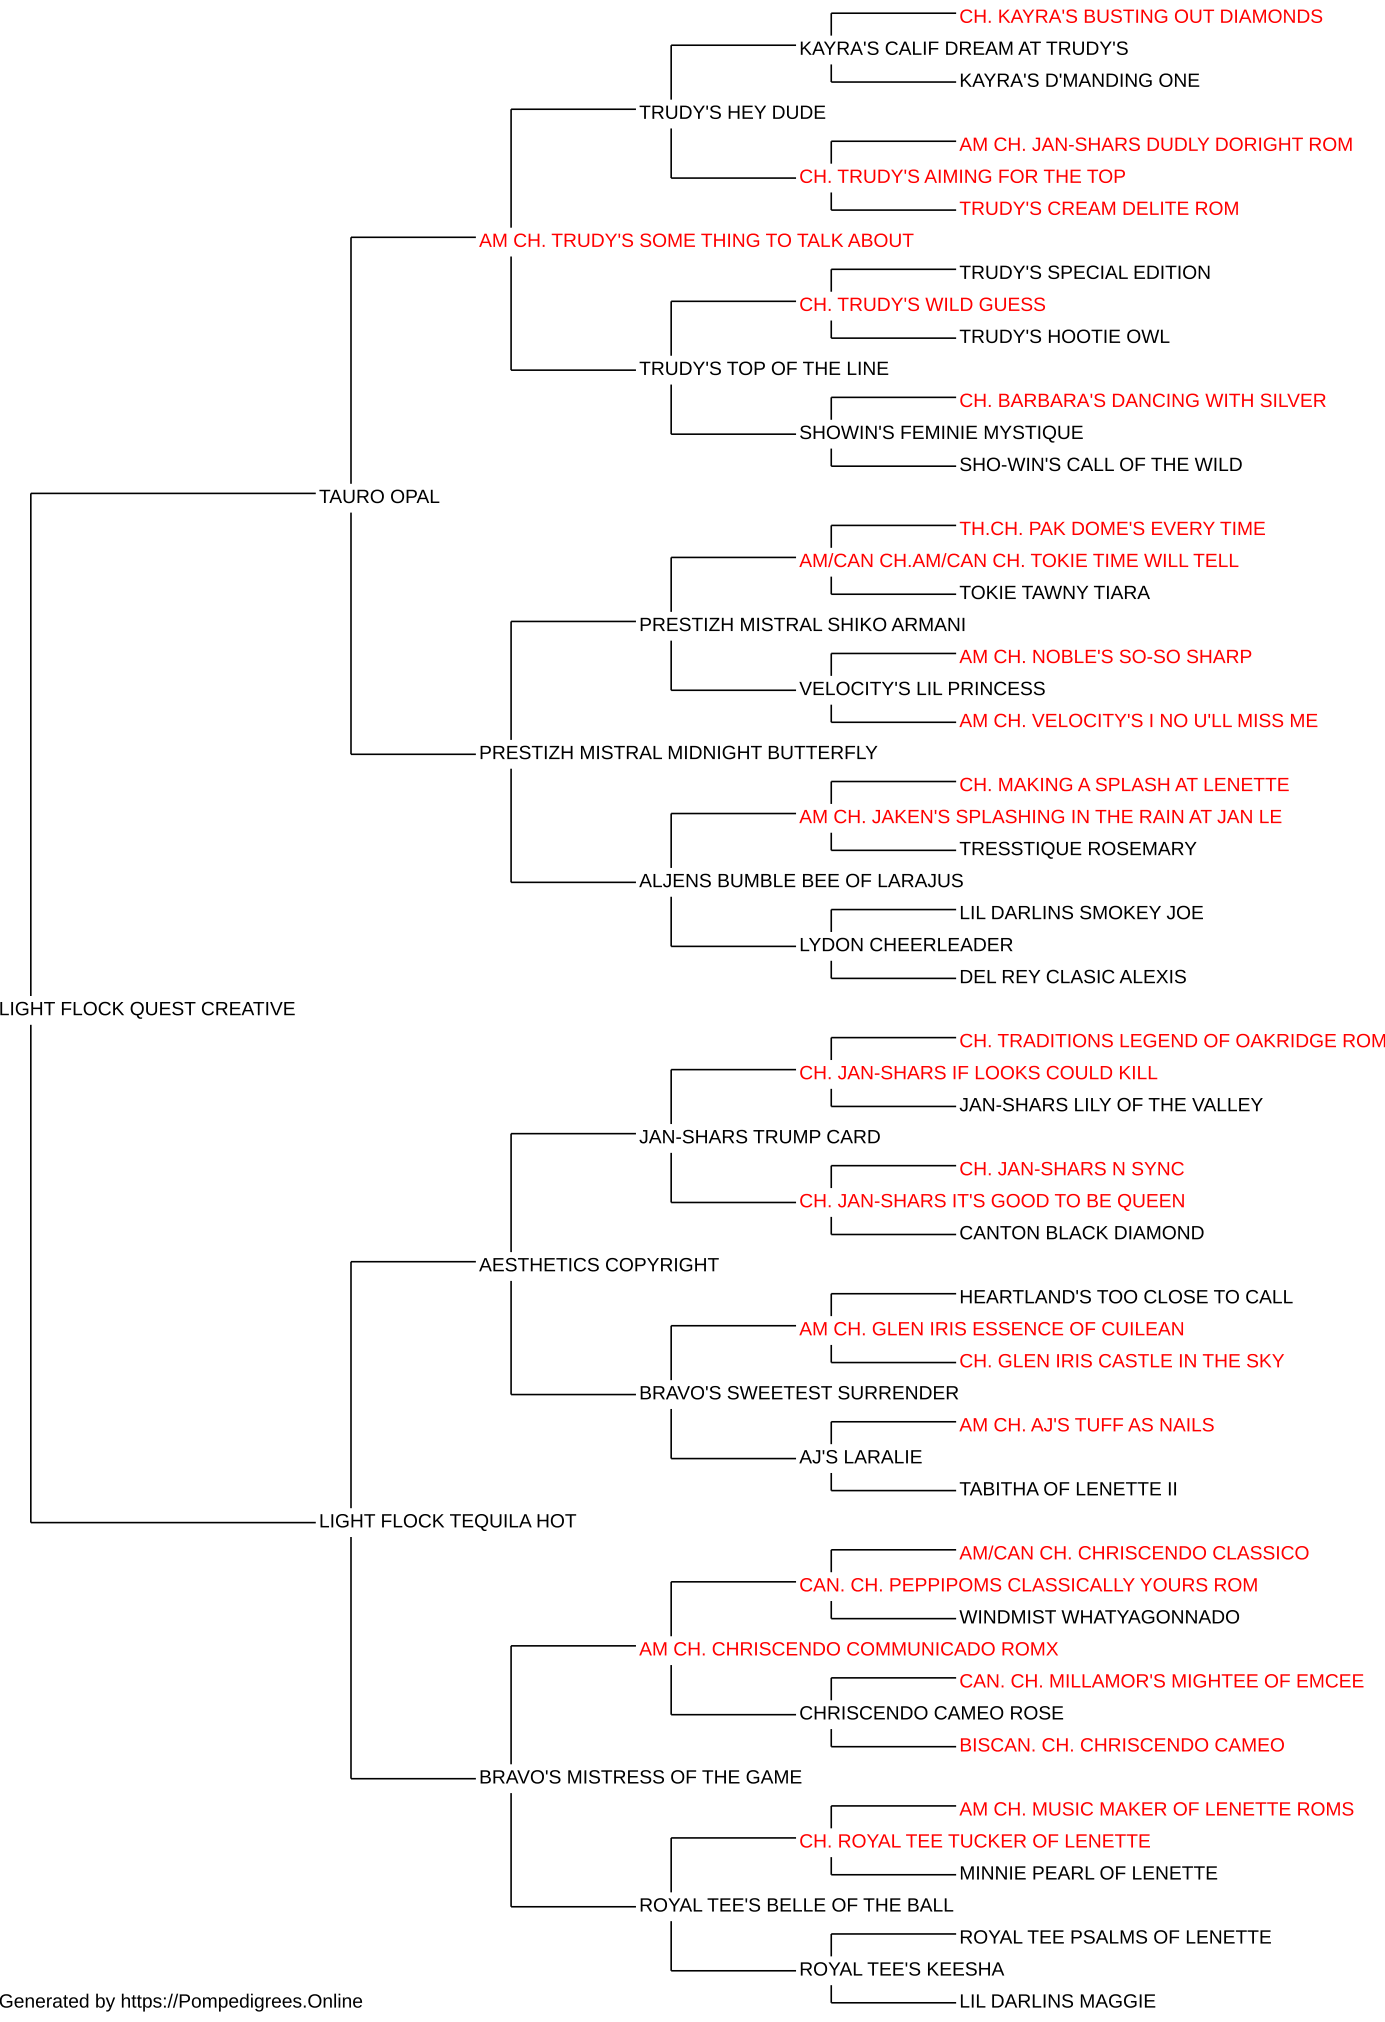 CH. KAYRA'S BUSTING OUT DIAMONDS
KAYRA'S CALIF DREAM AT TRUDY'S
KAYRA'S D'MANDING ONE
TRUDY'S HEY DUDE
AM CH. JAN-SHARS DUDLY DORIGHT ROM
CH. TRUDY'S AIMING FOR THE TOP
TRUDY'S CREAM DELITE ROM
AM CH. TRUDY'S SOME THING TO TALK ABOUT
TRUDY'S SPECIAL EDITION
CH. TRUDY'S WILD GUESS
TRUDY'S HOOTIE OWL
TRUDY'S TOP OF THE LINE
CH. BARBARA'S DANCING WITH SILVER
SHOWIN'S FEMINIE MYSTIQUE
SHO-WIN'S CALL OF THE WILD
TAURO OPAL
TH.CH. PAK DOME'S EVERY TIME
AM/CAN CH.AM/CAN CH. TOKIE TIME WILL TELL
TOKIE TAWNY TIARA
PRESTIZH MISTRAL SHIKO ARMANI
AM CH. NOBLE'S SO-SO SHARP
VELOCITY'S LIL PRINCESS
AM CH. VELOCITY'S I NO U'LL MISS ME
PRESTIZH MISTRAL MIDNIGHT BUTTERFLY
CH. MAKING A SPLASH AT LENETTE
AM CH. JAKEN'S SPLASHING IN THE RAIN AT JAN LE
TRESSTIQUE ROSEMARY
ALJENS BUMBLE BEE OF LARAJUS
LIL DARLINS SMOKEY JOE
LYDON CHEERLEADER
DEL REY CLASIC ALEXIS
LIGHT FLOCK QUEST CREATIVE
CH. TRADITIONS LEGEND OF OAKRIDGE ROM
CH. JAN-SHARS IF LOOKS COULD KILL
JAN-SHARS LILY OF THE VALLEY
JAN-SHARS TRUMP CARD
CH. JAN-SHARS N SYNC
CH. JAN-SHARS IT'S GOOD TO BE QUEEN
CANTON BLACK DIAMOND
AESTHETICS COPYRIGHT
HEARTLAND'S TOO CLOSE TO CALL
AM CH. GLEN IRIS ESSENCE OF CUILEAN
CH. GLEN IRIS CASTLE IN THE SKY
BRAVO'S SWEETEST SURRENDER
AM CH. AJ'S TUFF AS NAILS
AJ'S LARALIE
TABITHA OF LENETTE II
LIGHT FLOCK TEQUILA HOT
AM/CAN CH. CHRISCENDO CLASSICO
CAN. CH. PEPPIPOMS CLASSICALLY YOURS ROM
WINDMIST WHATYAGONNADO
AM CH. CHRISCENDO COMMUNICADO ROMX
CAN. CH. MILLAMOR'S MIGHTEE OF EMCEE
CHRISCENDO CAMEO ROSE
BISCAN. CH. CHRISCENDO CAMEO
BRAVO'S MISTRESS OF THE GAME
AM CH. MUSIC MAKER OF LENETTE ROMS
CH. ROYAL TEE TUCKER OF LENETTE
MINNIE PEARL OF LENETTE
ROYAL TEE'S BELLE OF THE BALL
ROYAL TEE PSALMS OF LENETTE
ROYAL TEE'S KEESHA
LIL DARLINS MAGGIE
Generated by https://Pompedigrees.Online